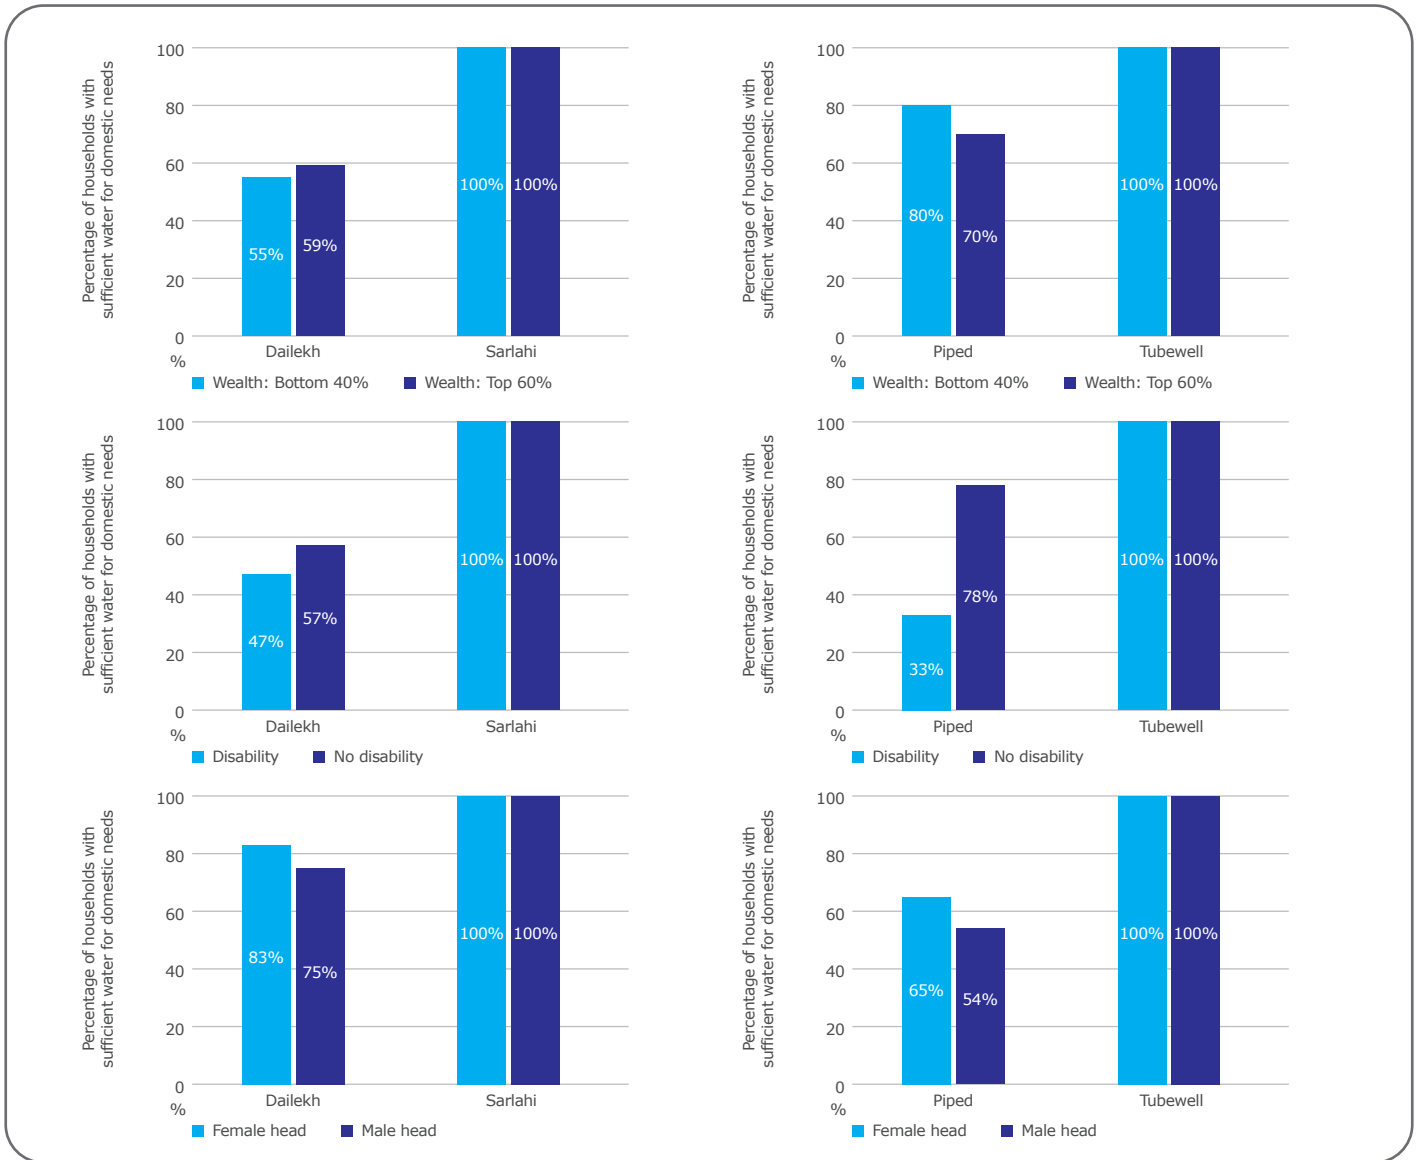 Percentage of households with
sufficient water for domestic needs
100
80
60
40
20
0
%
55%
59%
100%
100%
Dailekh
Sarlahi
Wealth: Bottom 40%
Wealth: Top 60%
Percentage of households with
sufficient water for domestic needs
100
80
60
40
20
0
%
80%
70%
100%
100%
Piped
Tubewell
Wealth: Bottom 40%
Wealth: Top 60%
Percentage of households with
sufficient water for domestic needs
100
80
60
40
20
0
%
47%
57%
100%
100%
Dailekh
Sarlahi
Disability
No disability
Percentage of households with
sufficient water for domestic needs
100
80
60
40
20
0
%
33%
78%
100%
100%
Piped
Tubewell
Disability
No disability
Percentage of households with
sufficient water for domestic needs
100
80
60
40
20
0
%
83%
75%
100%
100%
Dailekh
Sarlahi
Female head
Male head
Percentage of households with
sufficient water for domestic needs
100
80
60
40
20
0
%
65%
54%
100%
100%
Piped
Tubewell
Female head
Male head